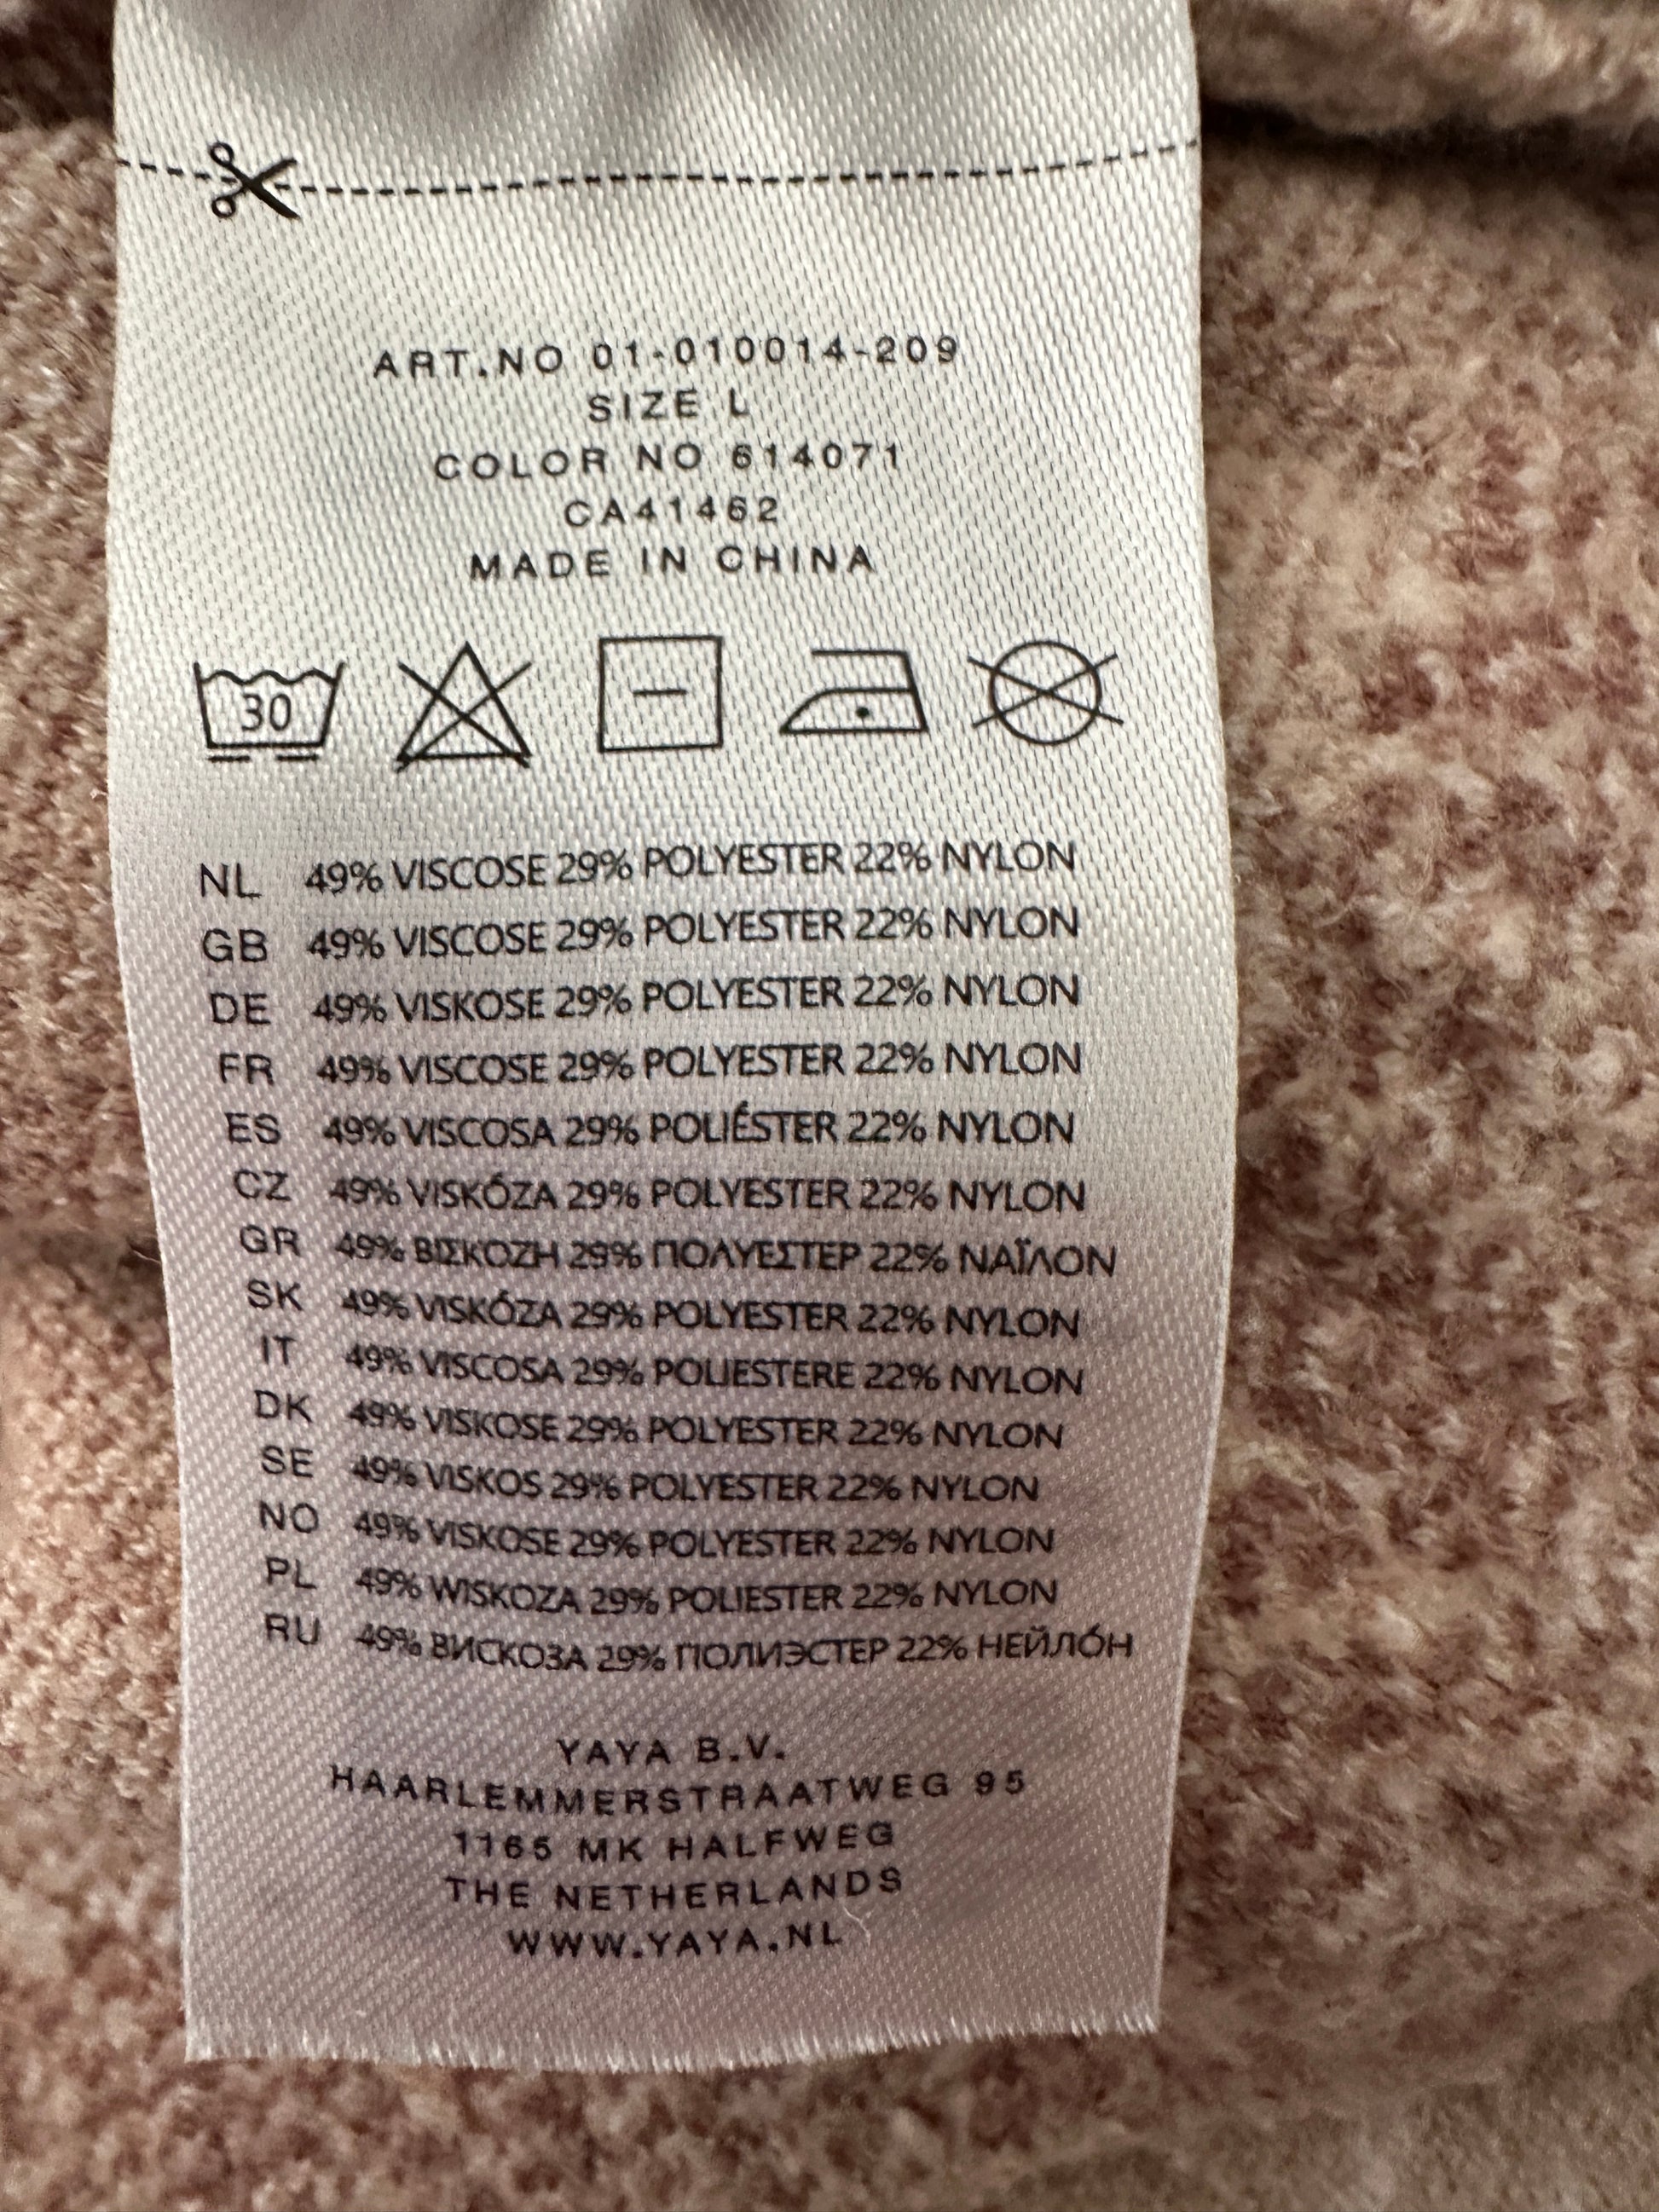 ART.NO 01-010014-209
SIZE L
COLOR NO 614071
CA41462
MADE IN CHINA
30
NL 49% VISCOSE 29% POLYESTER 22% NYLON
GB 49% VISCOSE 29% POLYESTER 22% NYLON
DE 49% VISKOSE 29% POLYESTER 22% NYLON
FR 49% VISCOSE 29% POLYESTER 22% NYLON
ES 49% VISCOSA 29% POLIÉSTER 22% NYLON
CZ 49% VISKÓZA 29% POLYESTER 22% NYLON
GR 49% ΒΙΣΚΟΖΗ 29% ΠΟΛΥΕΣΤΕΡ 22% ΝΑΪΛΟΝ
SK 49% VISKÓZA 29% POLYESTER 22% NYLON
IT 49% VISCOSA 29% POLIESTERE 22% NYLON
DK 49% VISKOSE 29% POLYESTER 22% NYLON
SE 49% VISKOS 29% POLYESTER 22% NYLON
NO 49% VISKOSE 29% POLYESTER 22% NYLON
PL 49% WISKOZA 29% POLIESTER 22% NYLON
RU 49% ВИСКОЗА 29% ПОЛИЭСТЕР 22% НЕЙЛО́Н
YAYA B.V.
HAARLEMMERSTRAATWEG 95
1165 MK HALFWEG
THE NETHERLANDS
WWW.YAYA.NL